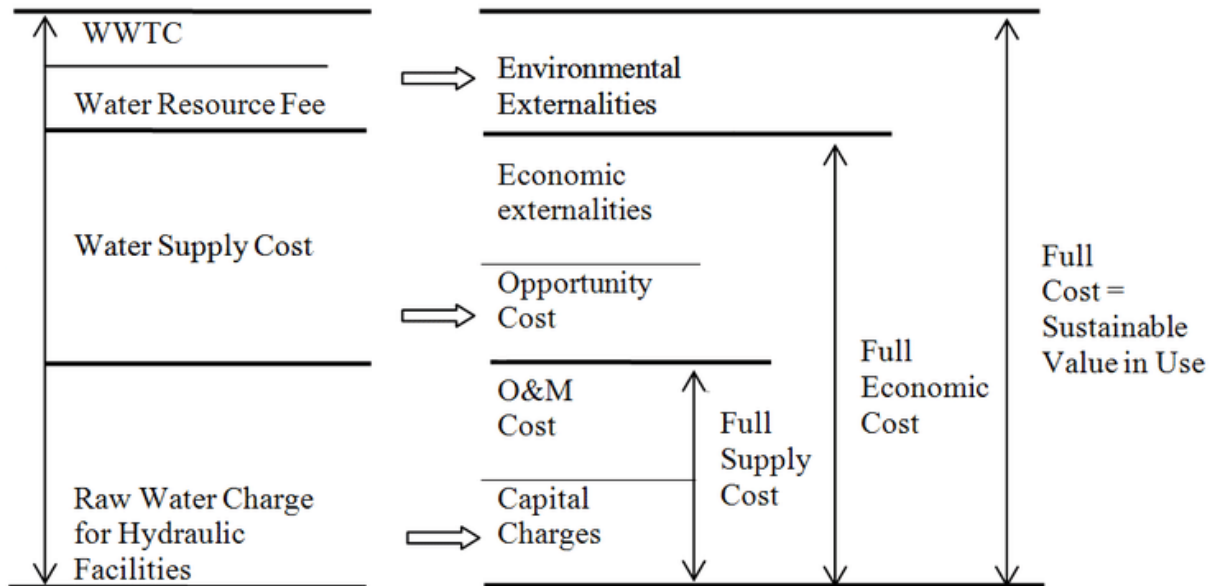 WWTC
Water Resource Fee
Water Supply Cost
Raw Water Charge
for Hydraulic
Facilities
Environmental
Externalities
Economic
externalities
Opportunity
Cost
O&M
Cost
Capital
Charges
Full
Supply
Cost
Full
Economic
Cost
Full
Cost =
Sustainable
Value in Use